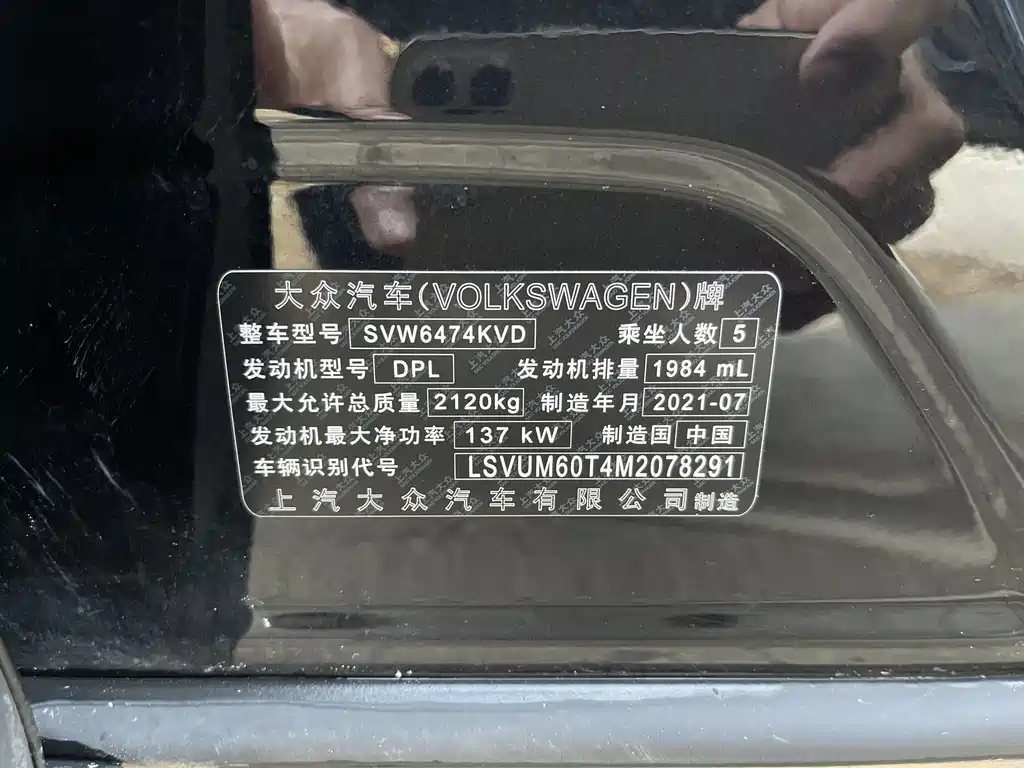 大众汽车(VOLKSWAGEN)牌
整车型号 SVW6474KVD 乘坐人数 5
发动机型号 DPL 发动机排量 1984 mL
最大允许总质量 2120kg 制造年月 2021-07
发动机最大净功率 137 kW 制造国 中国
车辆识别代号 LSVUM60T4M2078291
上汽大众汽车有限公司制造